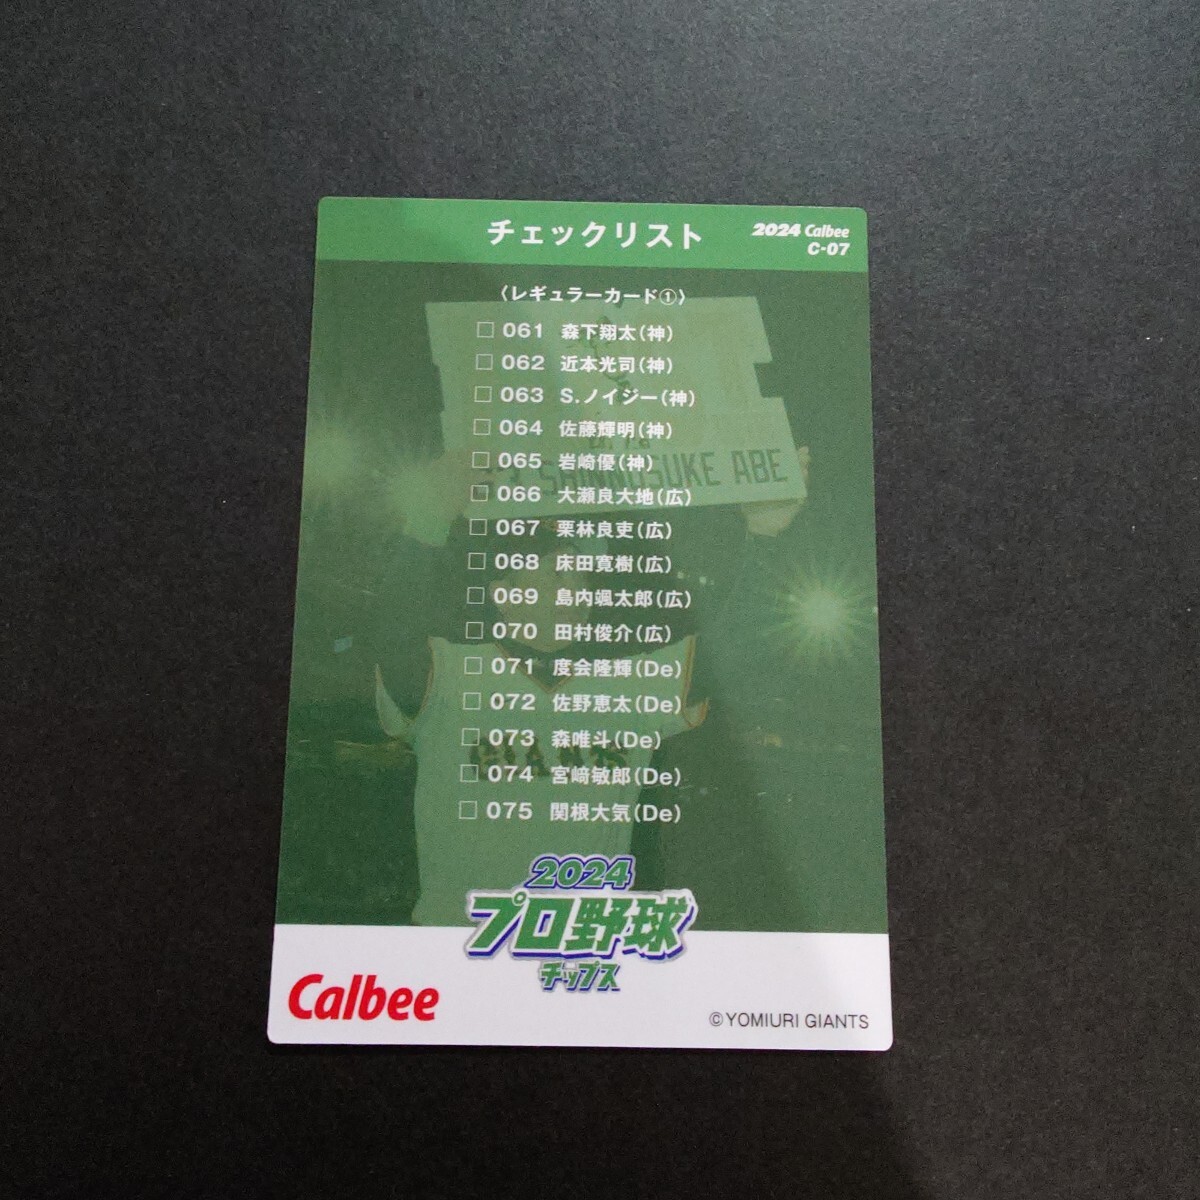 チェックリスト
2024 Calbee
C-07
〈レギュラーカード①〉
□ 061 森下翔太(神)
□ 062 近本光司(神)
□ 063 S.ノイジー(神)
□ 064 佐藤輝明(神)
□ 065 岩崎優(神)
□ 066 大瀬良大地(広)
□ 067 栗林良吏(広)
□ 068 床田寛樹(広)
□ 069 島内颯太郎(広)
□ 070 田村俊介(広)
□ 071 度会隆輝(De)
□ 072 佐野恵太(De)
□ 073 森唯斗(De)
□ 074 宮﨑敏郎(De)
□ 075 関根大気(De)
SHINNOSUKE ABE
GIANTS
2024
プロ野球
チップス
Calbee
©YOMIURI GIANTS